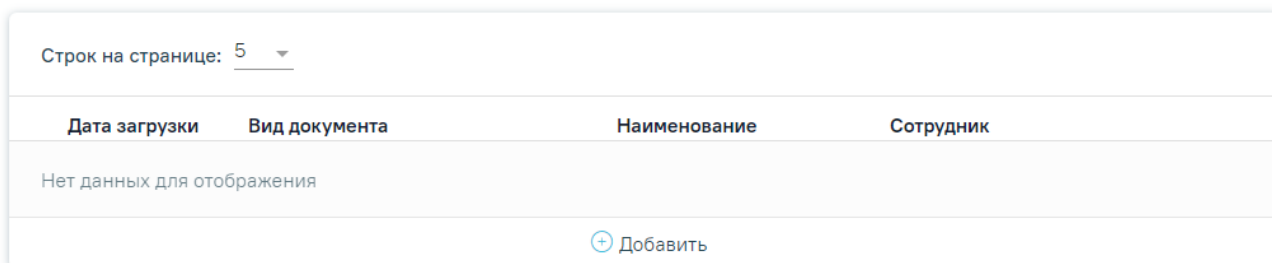 Строк на странице: 5
Дата загрузки Вид документа Наименование Сотрудник
Нет данных для отображения
Добавить